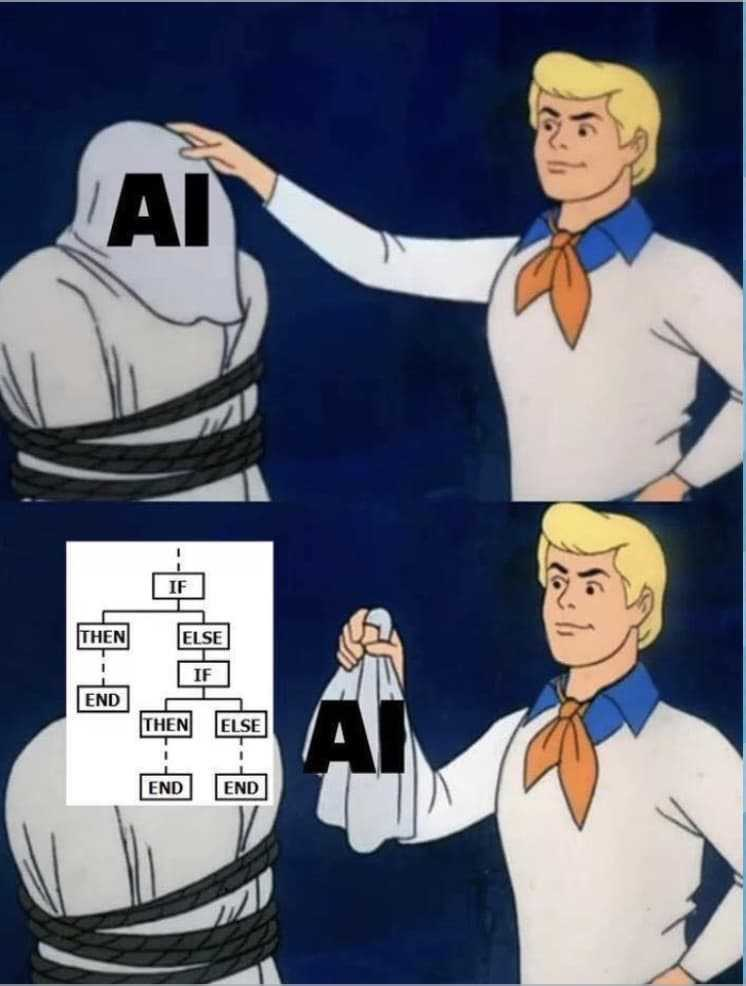 AI
IF
THEN ELSE
IF
END
THEN ELSE
END END
AI